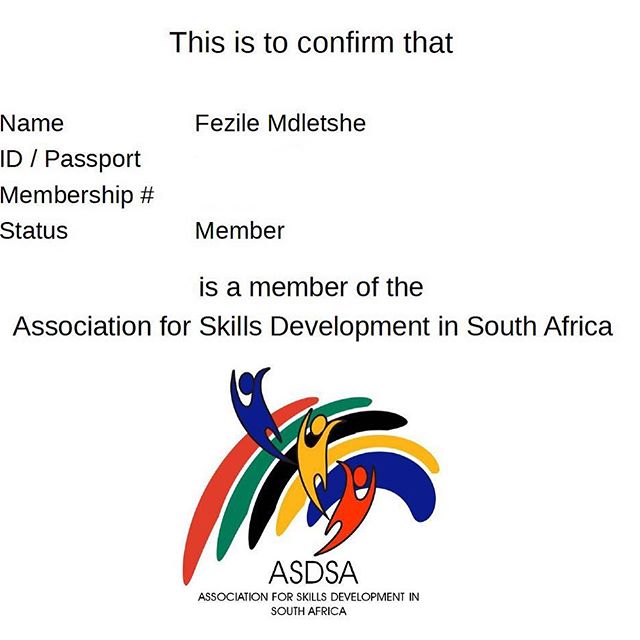 This is to confirm that
Name Fezile Mdletshe
ID / Passport
Membership #
Status Member
is a member of the
Association for Skills Development in South Africa
ASDSA
ASSOCIATION FOR SKILLS DEVELOPMENT IN
SOUTH AFRICA